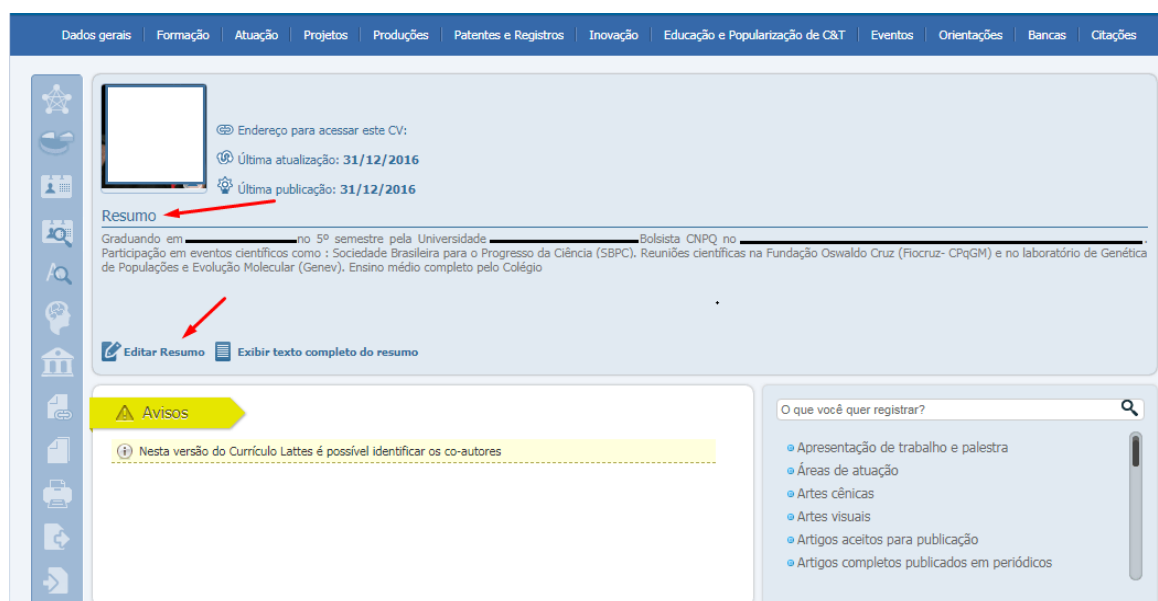 Dados gerais Formação Atuação Projetos Produções Patentes e Registros Inovação Educação e Popularização de C&T Eventos Orientações Bancas Citações
Endereço para acessar este CV:
Última atualização: 31/12/2016
Última publicação: 31/12/2016
Resumo
Graduando em no 5º semestre pela Universidade Bolsista CNPQ no .
Participação em eventos científicos como : Sociedade Brasileira para o Progresso da Ciência (SBPC). Reuniões científicas na Fundação Oswaldo Cruz (Fiocruz- CPqGM) e no laboratório de Genética
de Populações e Evolução Molecular (Genev). Ensino médio completo pelo Colégio
Editar Resumo Exibir texto completo do resumo
Avisos
Nesta versão do Currículo Lattes é possível identificar os co-autores
O que você quer registrar?
Apresentação de trabalho e palestra
Áreas de atuação
Artes cênicas
Artes visuais
Artigos aceitos para publicação
Artigos completos publicados em periódicos